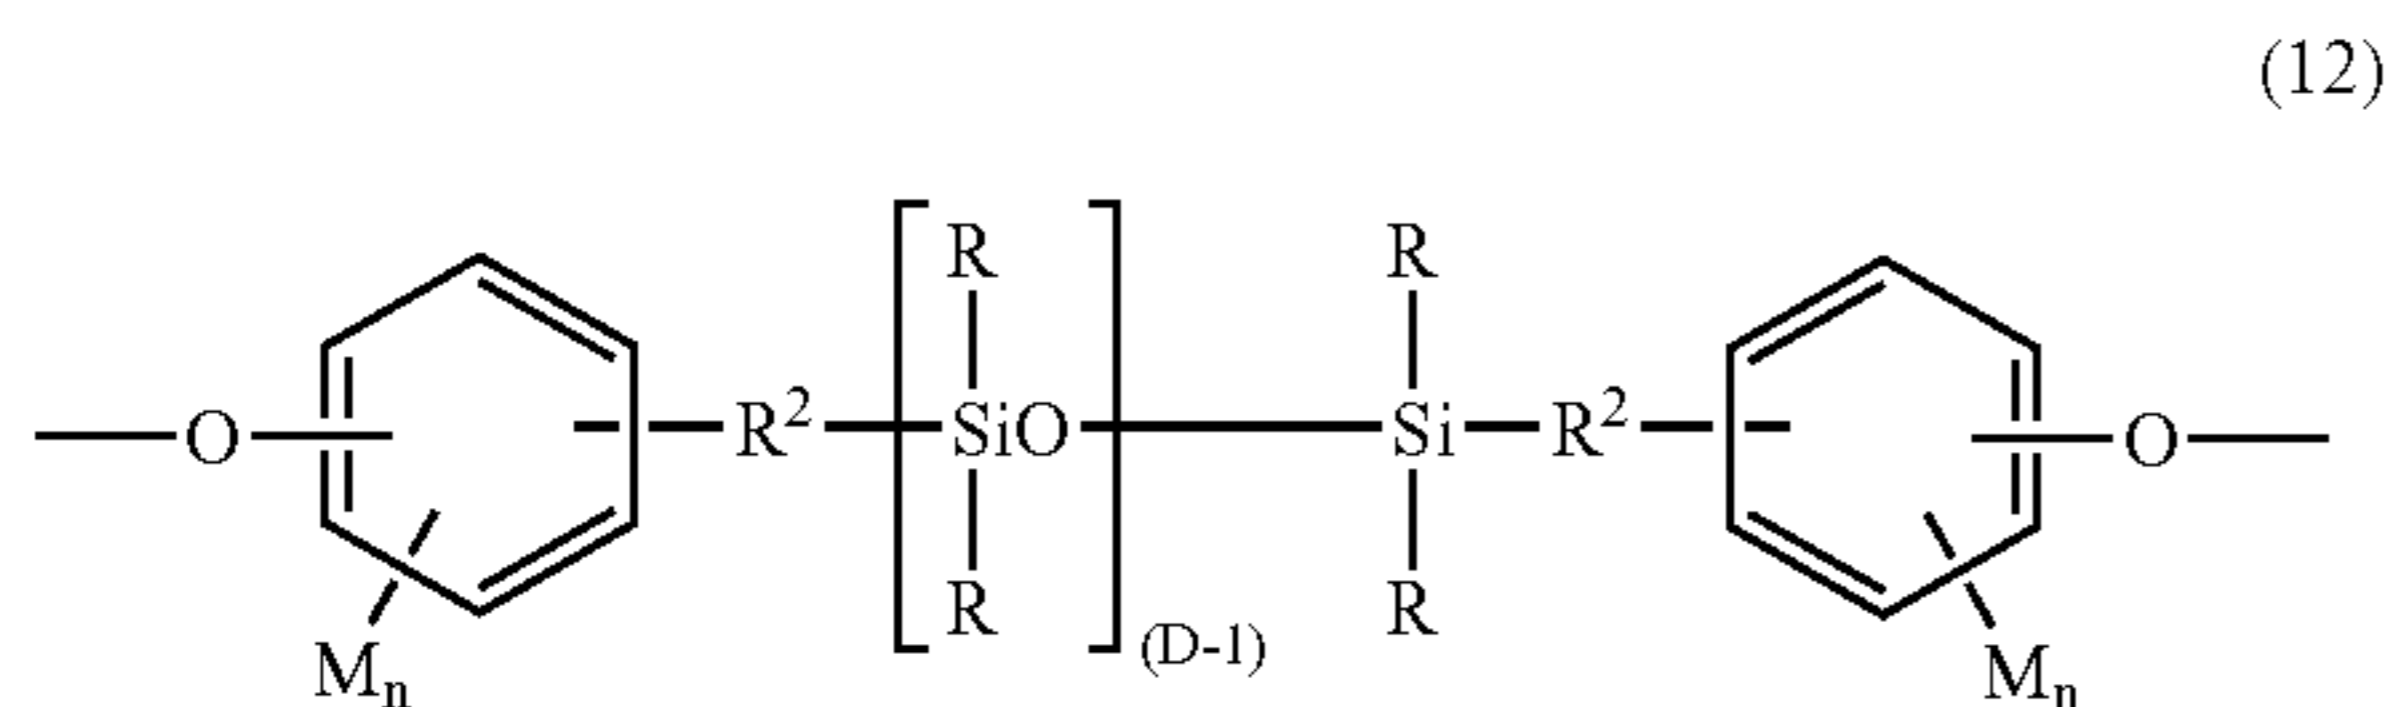 (12)
R R
O R² SiO Si R² O
R R
(D-1)
Mn Mn